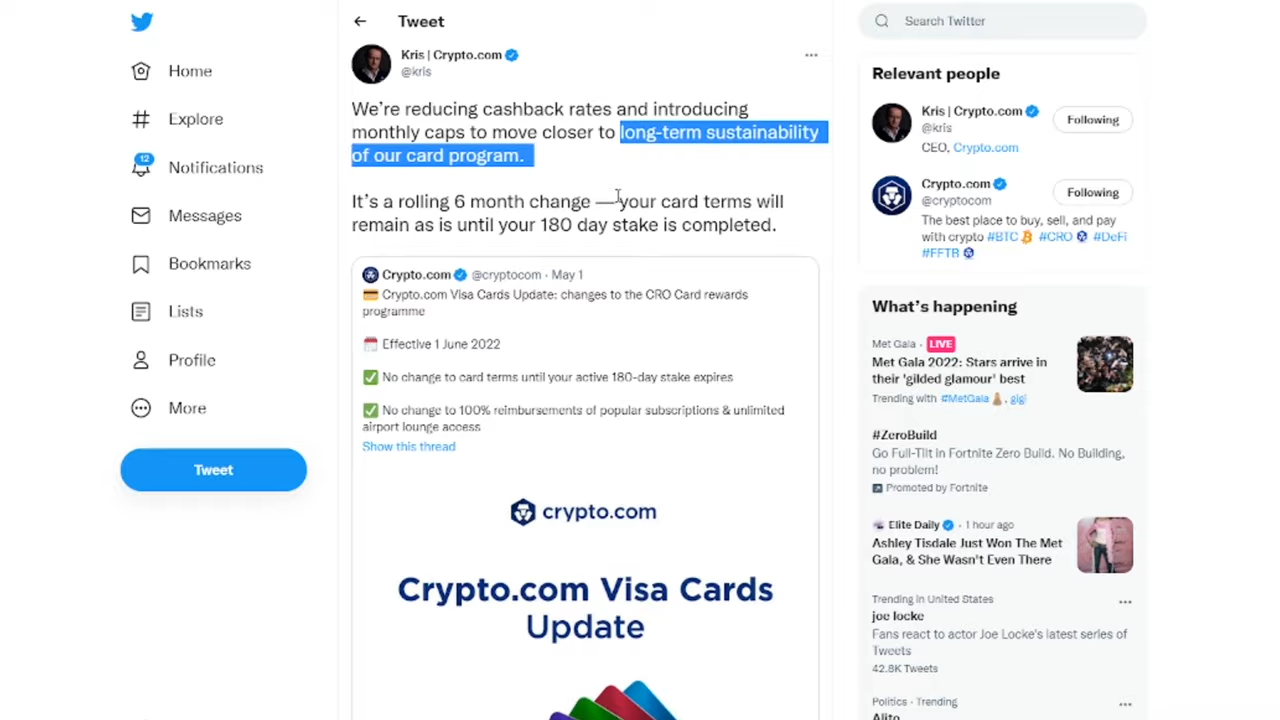 Home
Explore
12
Notifications
Messages
Bookmarks
Lists
Profile
More
Tweet
Tweet
Kris | Crypto.com
@kris
We're reducing cashback rates and introducing
monthly caps to move closer to long-term sustainability
of our card program.
It's a rolling 6 month change — your card terms will
remain as is until your 180 day stake is completed.
Crypto.com @cryptocom · May 1
Crypto.com Visa Cards Update: changes to the CRO Card rewards
programme
Effective 1 June 2022
No change to card terms until your active 180-day stake expires
No change to 100% reimbursements of popular subscriptions & unlimited
airport lounge access
Show this thread
crypto.com
Crypto.com Visa Cards
Update
Search Twitter
Relevant people
Kris | Crypto.com
@kris
Following
CEO, Crypto.com
Crypto.com
@cryptocom
Following
The best place to buy, sell, and pay
with crypto #BTC #CRO #DeFi
#FFTB
What's happening
Met Gala · LIVE
Met Gala 2022: Stars arrive in
their 'gilded glamour' best
Trending with #MetGala, gigi
#ZeroBuild
Go Full-Tilt in Fortnite Zero Build. No Building,
no problem!
Promoted by Fortnite
Elite Daily · 1 hour ago
Ashley Tisdale Just Won The Met
Gala, & She Wasn't Even There
Trending in United States
joe locke
Fans react to actor Joe Locke's latest series of
Tweets
42.8K Tweets
Politics · Trending
Alito